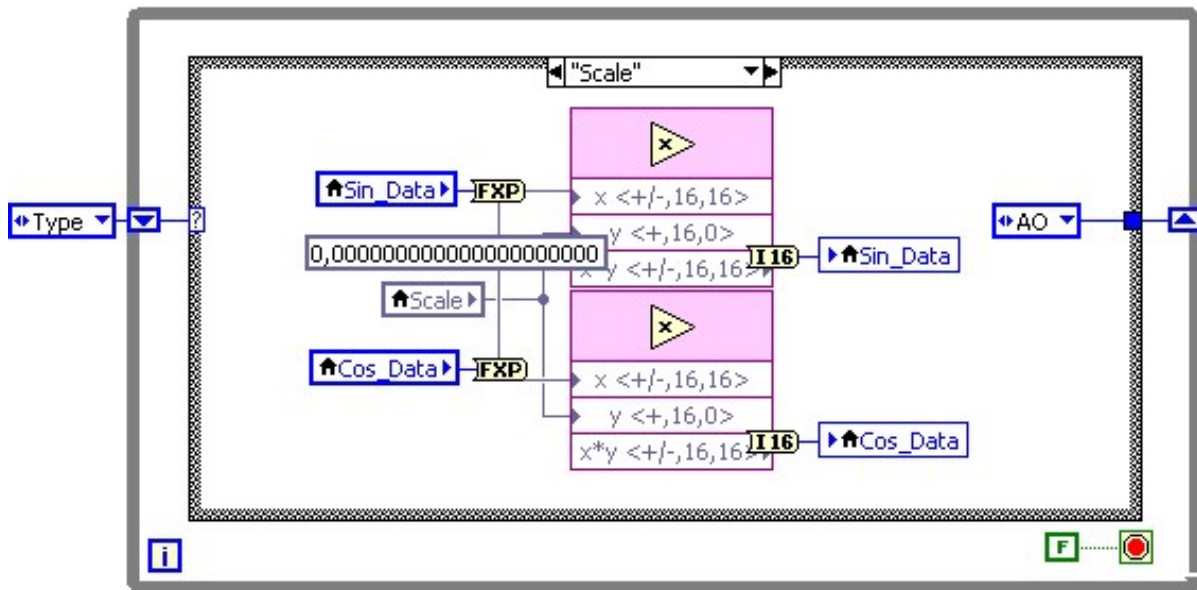 "Scale"
Type
?
Sin_Data
FXP
x
x <+/-,16,16>
y <+,16,0>
0,0000000000000000000000
x*y <+/-,16,16>
I16
Sin_Data
AO
Scale
x
Cos_Data
FXP
x <+/-,16,16>
y <+,16,0>
x*y <+/-,16,16>
I16
Cos_Data
i
F